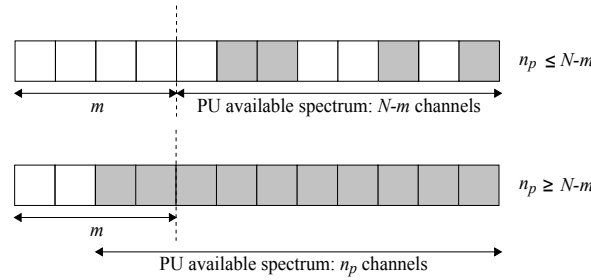 n_p ≤ N-m
m
PU available spectrum: N-m channels
n_p ≥ N-m
m
PU available spectrum: n_p channels